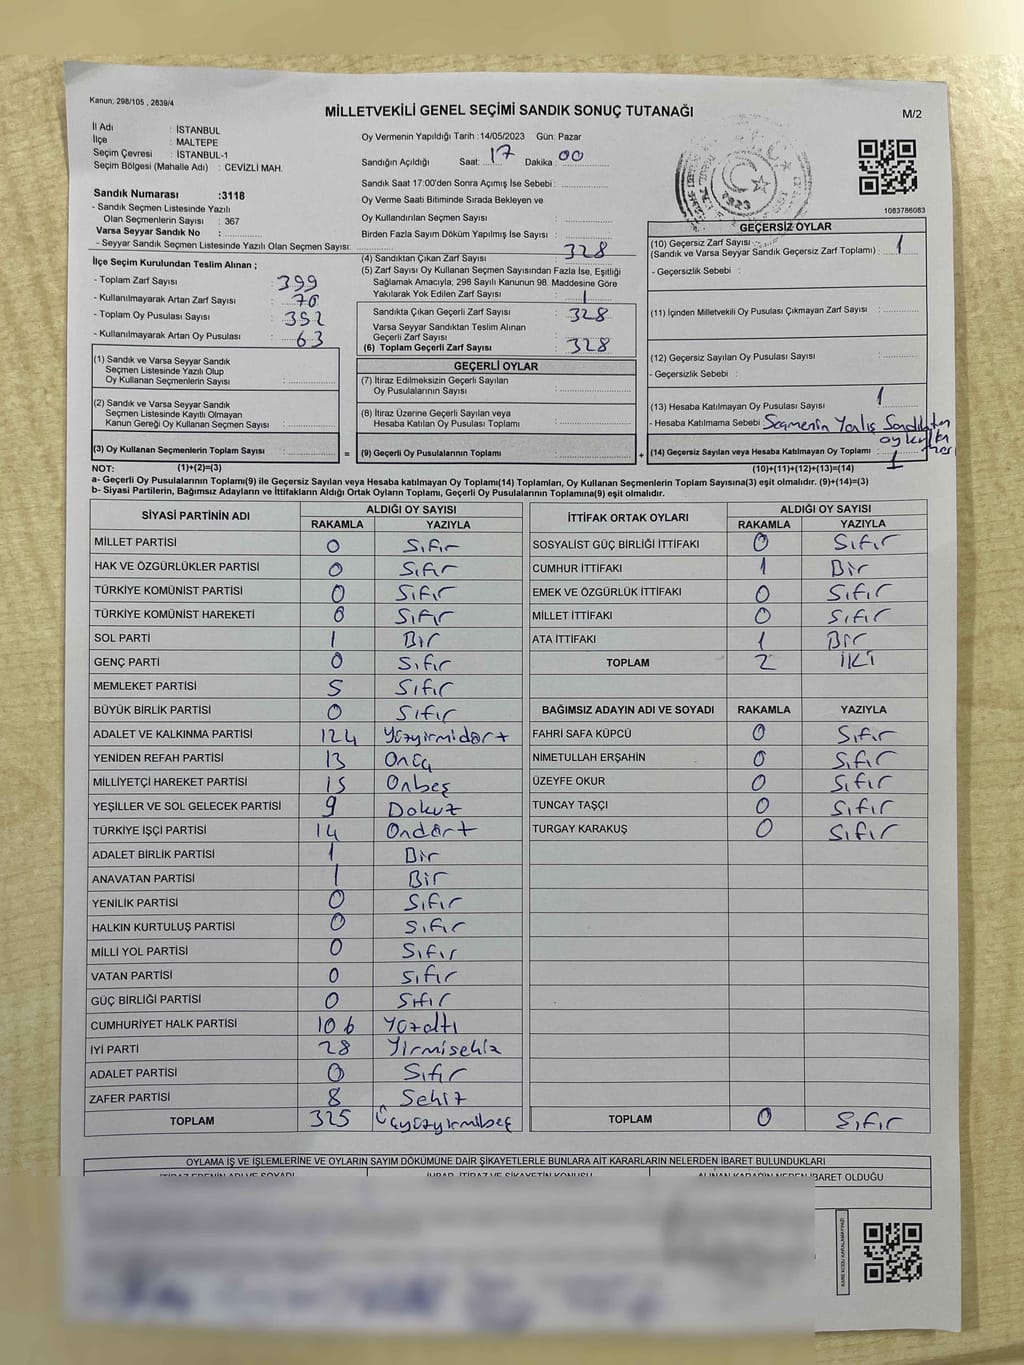 Kanun; 298/105 , 2839/4
MİLLETVEKİLİ GENEL SEÇİMİ SANDIK SONUÇ TUTANAĞI
M/2
İl Adı : İSTANBUL
İlçe : MALTEPE
Seçim Çevresi : İSTANBUL-1
Seçim Bölgesi (Mahalle Adı) : CEVİZLİ MAH.
Sandık Numarası :3118
- Sandık Seçmen Listesinde Yazılı
Olan Seçmenlerin Sayısı : 367
Varsa Seyyar Sandık No :
- Seyyar Sandık Seçmen Listesinde Yazılı Olan Seçmen Sayısı:
Oy Vermenin Yapıldığı Tarih :14/05/2023 Gün: Pazar
Sandığın Açıldığı Saat: 17 Dakika: 00
Sandık Saat 17:00'den Sonra Açımış İse Sebebi :
Oy Verme Saati Bitiminde Sırada Bekleyen ve
Oy Kullandırılan Seçmen Sayısı :
Birden Fazla Sayım Döküm Yapılmış İse Sayısı :
1923
1083786083
İlçe Seçim Kurulundan Teslim Alınan ;
- Toplam Zarf Sayısı : 399
- Kullanılmayarak Artan Zarf Sayısı : 70
- Toplam Oy Pusulası Sayısı : 392
- Kullanılmayarak Artan Oy Pusulası : 63
(4) Sandıktan Çıkan Zarf Sayısı : 328
(5) Zarf Sayısı Oy Kullanan Seçmen Sayısından Fazla İse, Eşitliği
Sağlamak Amacıyla; 298 Sayılı Kanunun 98. Maddesine Göre
Yakılarak Yok Edilen Zarf Sayısı : 1
Sandıkta Çıkan Geçerli Zarf Sayısı : 328
Varsa Seyyar Sandıktan Teslim Alınan
Geçerli Zarf Sayısı :
(6) Toplam Geçerli Zarf Sayısı : 328
GEÇERSİZ OYLAR
(10) Geçersiz Zarf Sayısı
(Sandık ve Varsa Seyyar Sandık Geçersiz Zarf Toplamı) : 1
- Geçersizlik Sebebi :
(11) İçinden Milletvekili Oy Pusulası Çıkmayan Zarf Sayısı :
(12) Geçersiz Sayılan Oy Pusulası Sayısı :
- Geçersizlik Sebebi :
(13) Hesaba Katılmayan Oy Pusulası Sayısı : 1
- Hesaba Katılmama Sebebi : Seçmenin Yanlış Sandıktan
oy kullan
(14) Geçersiz Sayılan veya Hesaba Katılmayan Oy Toplamı : 1
(1) Sandık ve Varsa Seyyar Sandık
Seçmen Listesinde Yazılı Olup
Oy Kullanan Seçmenlerin Sayısı :
(2) Sandık ve Varsa Seyyar Sandık
Seçmen Listesinde Kayıtlı Olmayan
Kanun Gereği Oy Kullanan Seçmen Sayısı :
(3) Oy Kullanan Seçmenlerin Toplam Sayısı : =
GEÇERLİ OYLAR
(7) İtiraz Edilmeksizin Geçerli Sayılan
Oy Pusulalarının Sayısı :
(8) İtiraz Üzerine Geçerli Sayılan veya
Hesaba Katılan Oy Pusulası Toplamı :
(9) Geçerli Oy Pusulalarının Toplamı : +
NOT: (1)+(2)=(3)
(10)+(11)+(12)+(13)=(14)
a- Geçerli Oy Pusulalarının Toplamı(9) ile Geçersiz Sayılan veya Hesaba Katılmayan Oy Toplamı(14) Toplamları, Oy Kullanan Seçmenlerin Toplam Sayısına(3) eşit olmalıdır. (9)+(14)=(3)
b- Siyasi Partilerin, Bağımsız Adayların ve İttifakların Aldığı Ortak Oyların Toplamı, Geçerli Oy Pusulalarının Toplamına(9) eşit olmalıdır.
SİYASİ PARTİNİN ADI ALDIĞI OY SAYISI
RAKAMLA YAZIYLA
MİLLET PARTİSİ 0 Sıfır
HAK VE ÖZGÜRLÜKLER PARTİSİ 0 Sıfır
TÜRKİYE KOMÜNİST PARTİSİ 0 Sıfır
TÜRKİYE KOMÜNİST HAREKETİ 0 Sıfır
SOL PARTİ 1 Bir
GENÇ PARTİ 0 Sıfır
MEMLEKET PARTİSİ 5 Sıfır
BÜYÜK BİRLİK PARTİSİ 0 Sıfır
ADALET VE KALKINMA PARTİSİ 124 Yüzyirmidört
YENİDEN REFAH PARTİSİ 13 Onüç
MİLLİYETÇİ HAREKET PARTİSİ 15 Onbeş
YEŞİLLER VE SOL GELECEK PARTİSİ 9 Dokuz
TÜRKİYE İŞÇİ PARTİSİ 14 Ondört
ADALET BİRLİK PARTİSİ 1 Bir
ANAVATAN PARTİSİ 1 Bir
YENİLİK PARTİSİ 0 Sıfır
HALKIN KURTULUŞ PARTİSİ 0 Sıfır
MİLLİ YOL PARTİSİ 0 Sıfır
VATAN PARTİSİ 0 Sıfır
GÜÇ BİRLİĞİ PARTİSİ 0 Sıfır
CUMHURİYET HALK PARTİSİ 106 Yüzaltı
İYİ PARTİ 28 Yirmisekiz
ADALET PARTİSİ 0 Sıfır
ZAFER PARTİSİ 8 Sekiz
TOPLAM 325 Üçyüzyirmibeş
İTTİFAK ORTAK OYLARI ALDIĞI OY SAYISI
RAKAMLA YAZIYLA
SOSYALİST GÜÇ BİRLİĞİ İTTİFAKI 0 Sıfır
CUMHUR İTTİFAKI 1 Bir
EMEK VE ÖZGÜRLÜK İTTİFAKI 0 Sıfır
MİLLET İTTİFAKI 0 Sıfır
ATA İTTİFAKI 1 Bir
TOPLAM 2 İKİ
BAĞIMSIZ ADAYIN ADI VE SOYADI RAKAMLA YAZIYLA
FAHRİ SAFA KÜPCÜ 0 Sıfır
NİMETULLAH ERŞAHİN 0 Sıfır
ÜZEYFE OKUR 0 Sıfır
TUNCAY TAŞÇI 0 Sıfır
TURGAY KARAKUŞ 0 Sıfır
TOPLAM 0 Sıfır
OYLAMA İŞ VE İŞLEMLERİNE VE OYLARIN SAYIM DÖKÜMÜNE DAİR ŞİKAYETLERLE BUNLARA AİT KARARLARIN NELERDEN İBARET BULUNDUKLARI
İTİRAZ EDENİN ADI VE SOYADI İHBAR, İTİRAZ VE ŞİKAYETİN KONUSU ALINAN KARARIN NEDEN İBARET OLDUĞU
KARE KODU KARALAMAYINIZ!